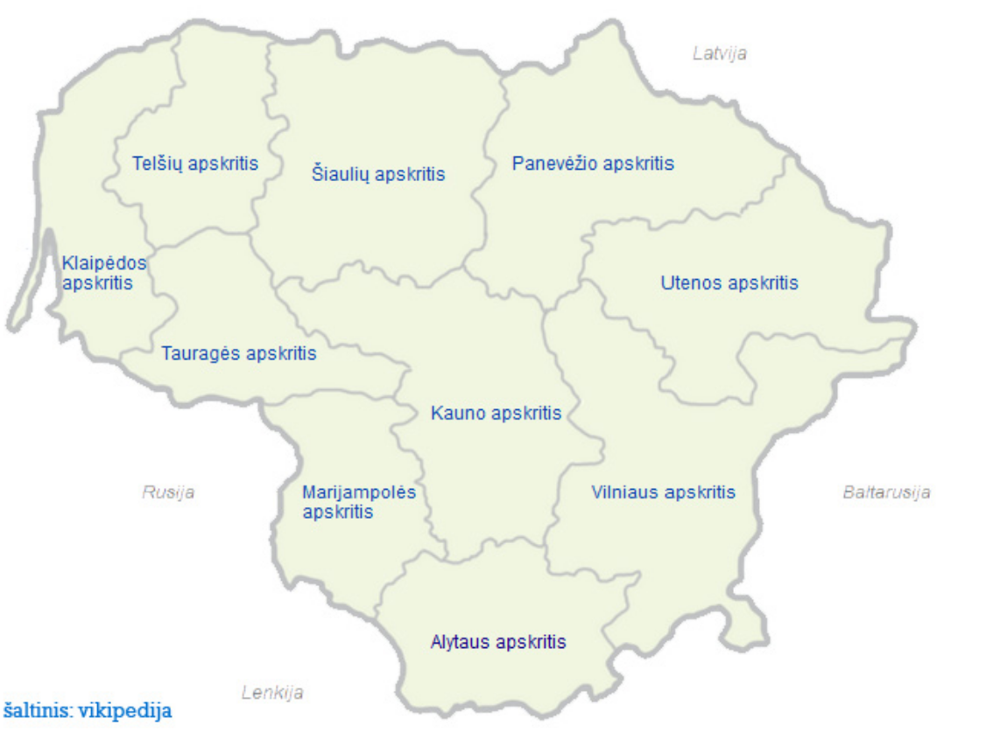 Latvija
Telšių apskritis
Šiaulių apskritis
Panevėžio apskritis
Klaipėdos
apskritis
Utenos apskritis
Tauragės apskritis
Kauno apskritis
Rusija
Marijampolės
apskritis
Vilniaus apskritis
Baltarusija
Alytaus apskritis
Lenkija
šaltinis: vikipedija